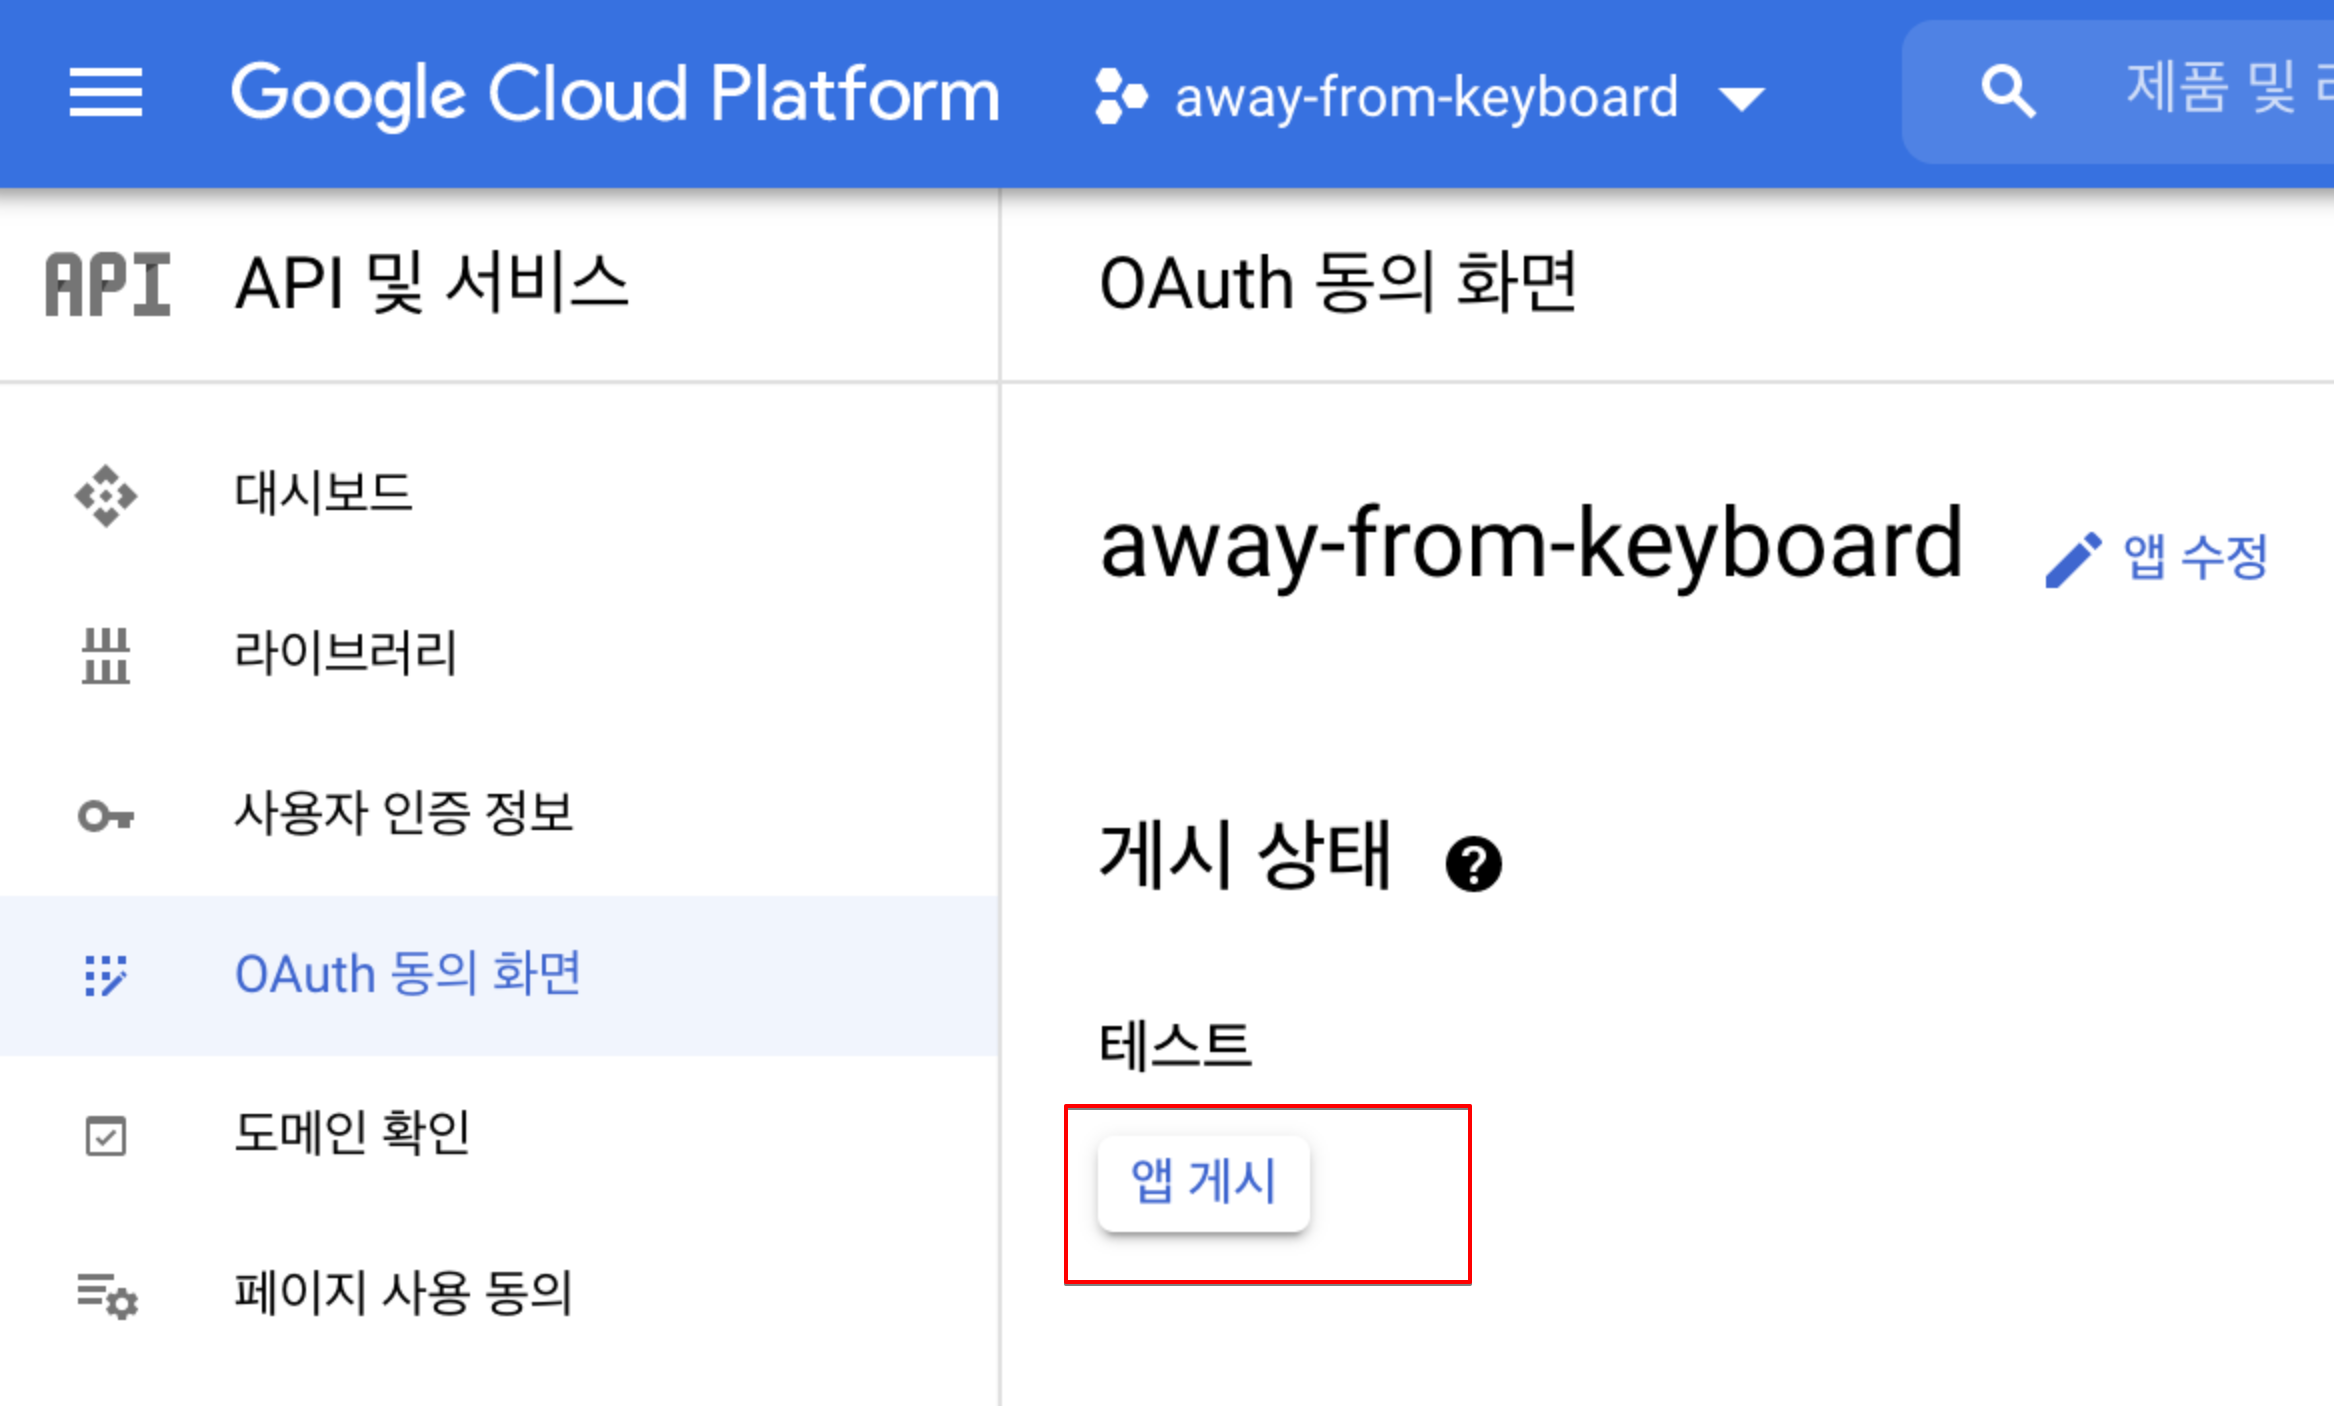 Google Cloud Platform
away-from-keyboard
제품 및
API API 및 서비스
OAuth 동의 화면
대시보드
라이브러리
사용자 인증 정보
OAuth 동의 화면
도메인 확인
페이지 사용 동의
away-from-keyboard
앱 수정
게시 상태
테스트
앱 게시